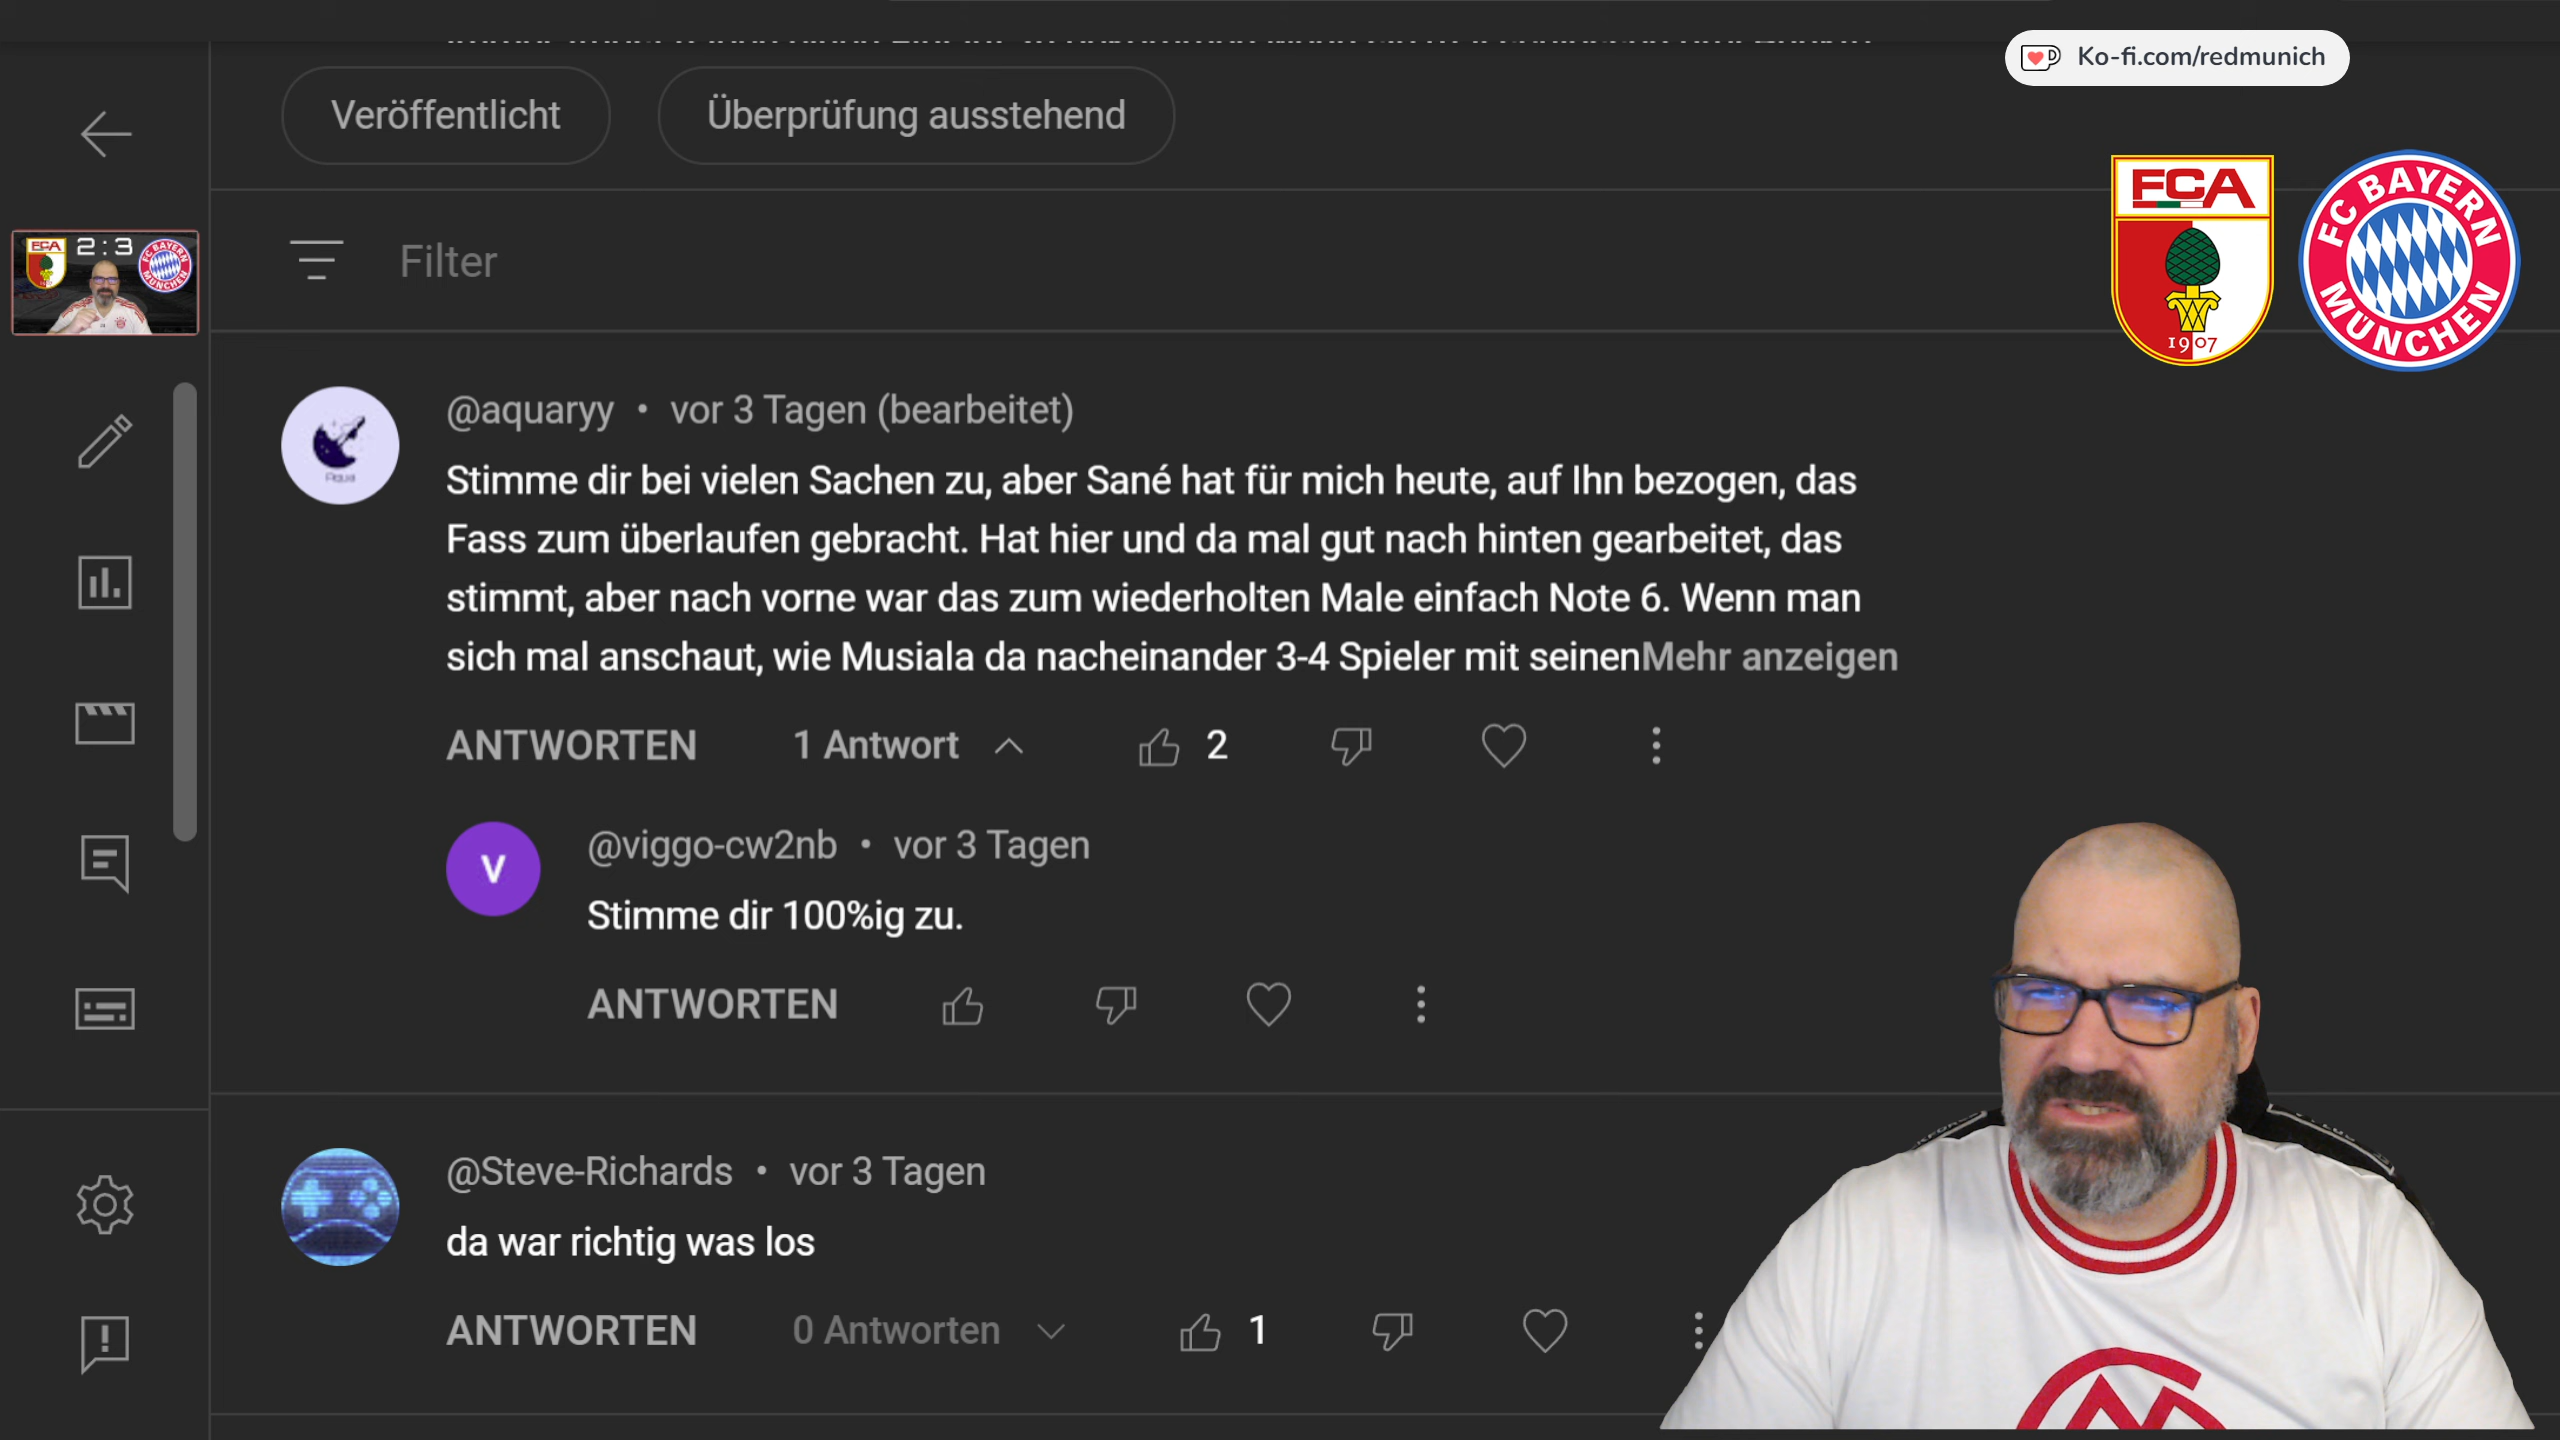 Ko-fi.com/redmunich
Veröffentlicht
Überprüfung ausstehend
FCA
1907
FC BAYERN
MÜNCHEN
FCA
2:3
FC BAYERN
MÜNCHEN
Filter
@aquaryy • vor 3 Tagen (bearbeitet)
Stimme dir bei vielen Sachen zu, aber Sané hat für mich heute, auf Ihn bezogen, das
Fass zum überlaufen gebracht. Hat hier und da mal gut nach hinten gearbeitet, das
stimmt, aber nach vorne war das zum wiederholten Male einfach Note 6. Wenn man
sich mal anschaut, wie Musiala da nacheinander 3-4 Spieler mit seinenMehr anzeigen
ANTWORTEN
1 Antwort
2
V
@viggo-cw2nb • vor 3 Tagen
Stimme dir 100%ig zu.
ANTWORTEN
@Steve-Richards • vor 3 Tagen
da war richtig was los
ANTWORTEN
0 Antworten
1